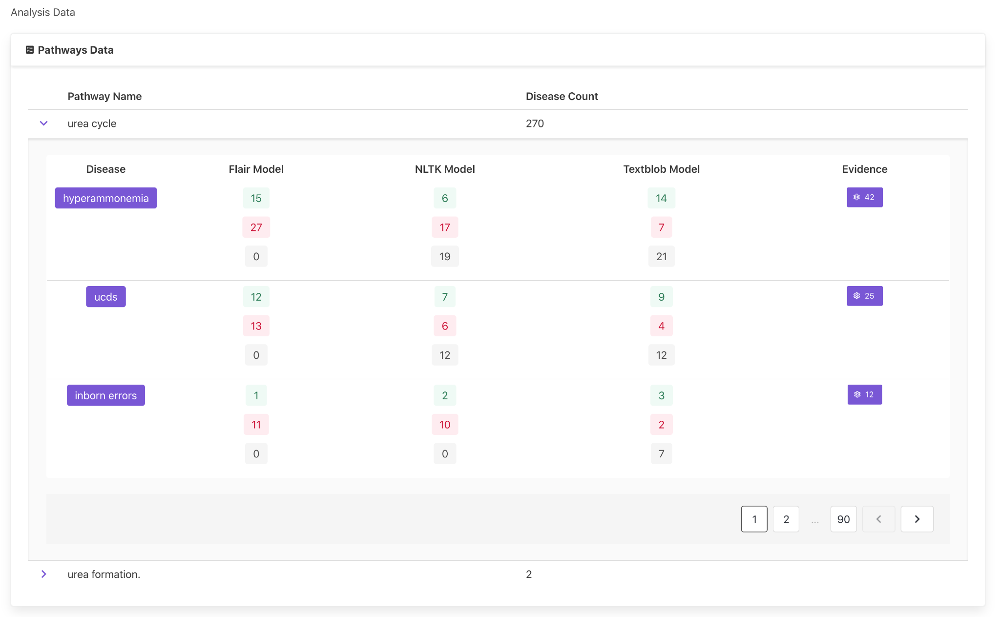 Analysis Data
Pathways Data
Pathway Name Disease Count
urea cycle 270
Disease Flair Model NLTK Model Textblob Model Evidence
hyperammonemia 15 6 14 42
27 17 7
0 19 21
ucds 12 7 9 25
13 6 4
0 12 12
inborn errors 1 2 3 12
11 10 2
0 0 7
1 2 ... 90
urea formation. 2